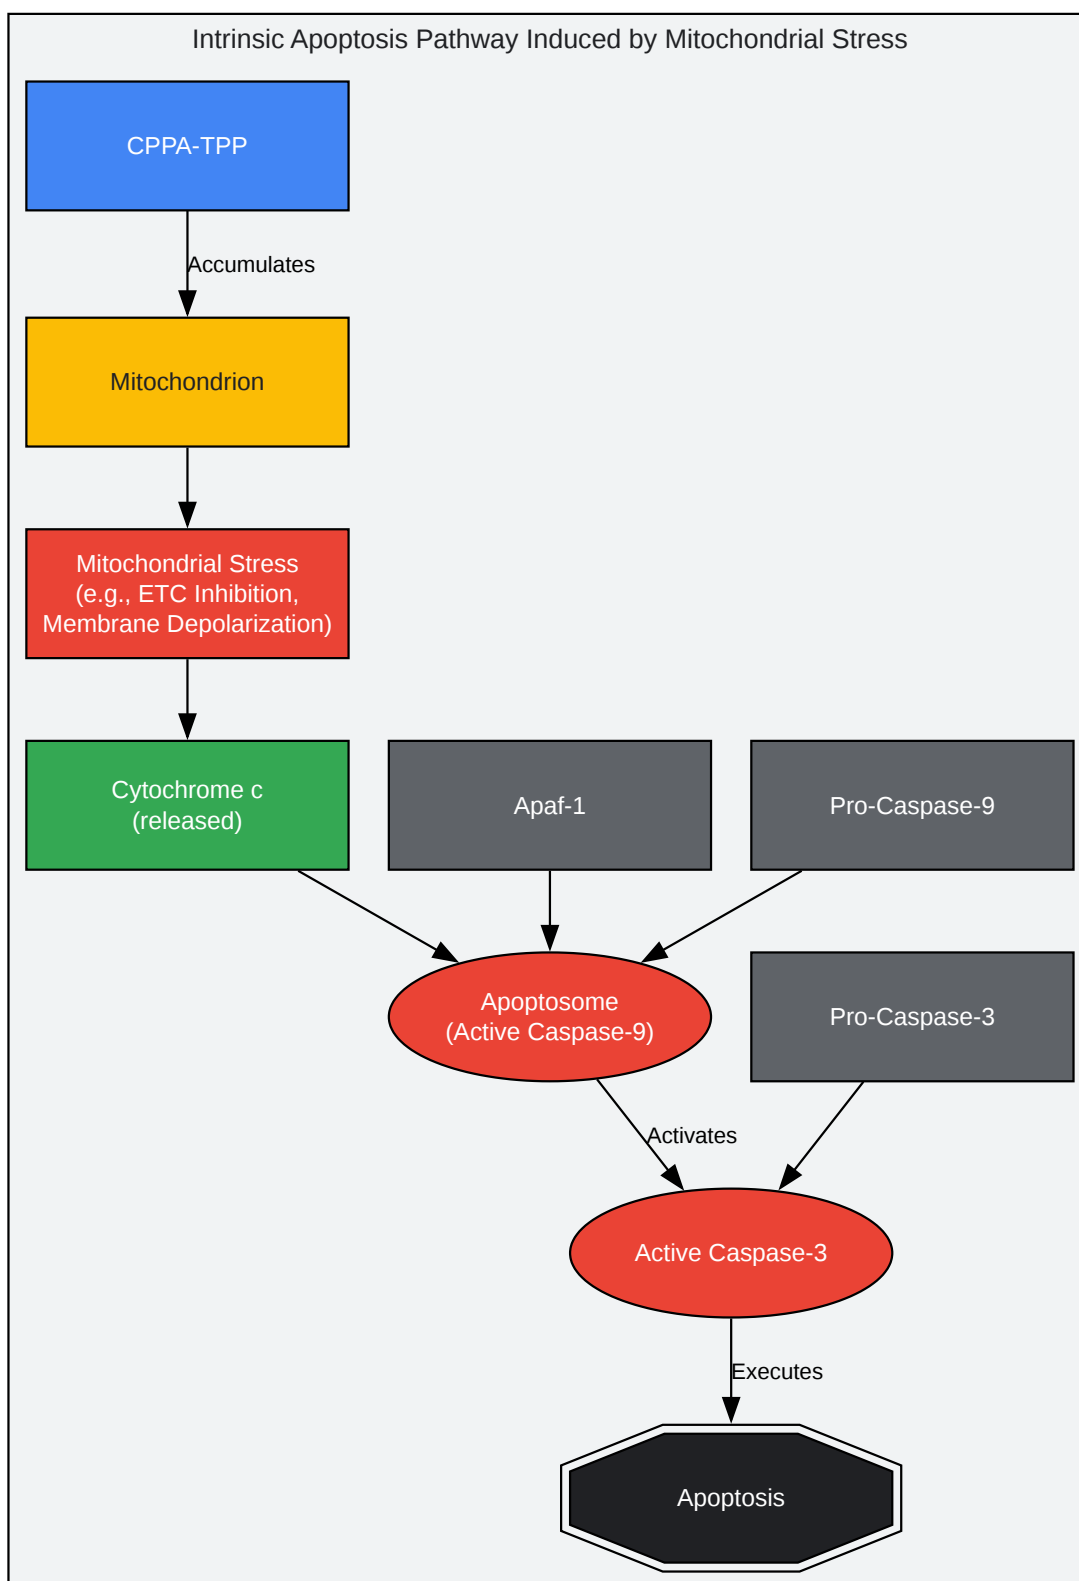 Intrinsic Apoptosis Pathway Induced by Mitochondrial Stress
CPPA-TPP
Accumulates
Mitochondrion
Mitochondrial Stress
(e.g., ETC Inhibition,
Membrane Depolarization)
Cytochrome c
(released)
Apaf-1
Pro-Caspase-9
Apoptosome
(Active Caspase-9)
Pro-Caspase-3
Activates
Active Caspase-3
Executes
Apoptosis